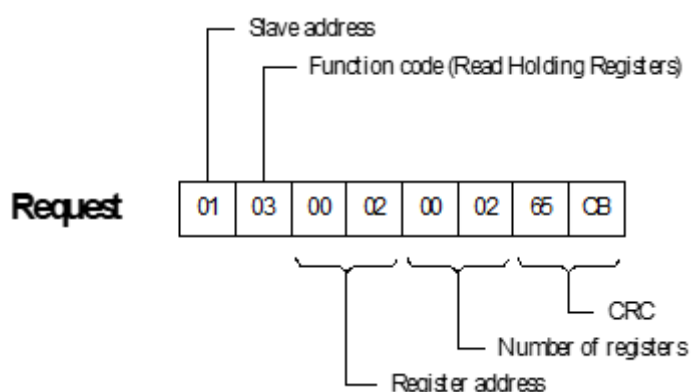 Slave address
Function code (Read Holding Registers)
Request 01 03 00 02 00 02 65 CB
CRC
Number of registers
Register address